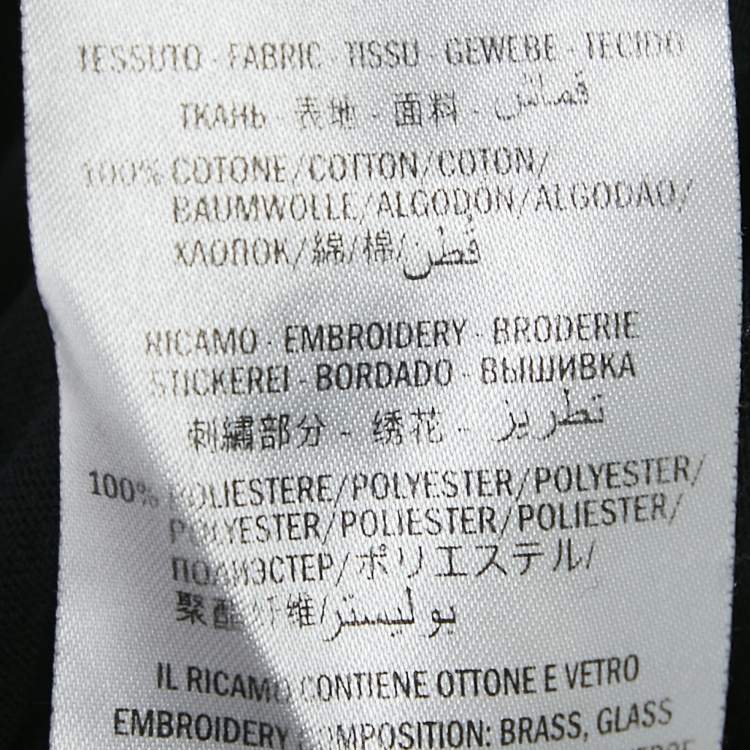 TESSUTO - FABRIC - TISSU - GEWEBE - TECIDO
ТКАНЬ - 表地 - 面料 - قماش
100% COTONE/COTTON/COTON/
BAUMWOLLE/ALGODON/ALGODAO/
ХЛОПОК/綿/棉/قطن
RICAMO - EMBROIDERY - BRODERIE
STICKEREI - BORDADO - ВЫШИВКА
刺繍部分 - 绣花 - تطريز
100% POLIESTERE/POLYESTER/POLYESTER/
POLYESTER/POLIESTER/POLIESTER/
ПОЛИЭСТЕР/ポリエステル/
聚酯纤维/بوليستر
IL RICAMO CONTIENE OTTONE E VETRO
EMBROIDERY COMPOSITION: BRASS, GLASS